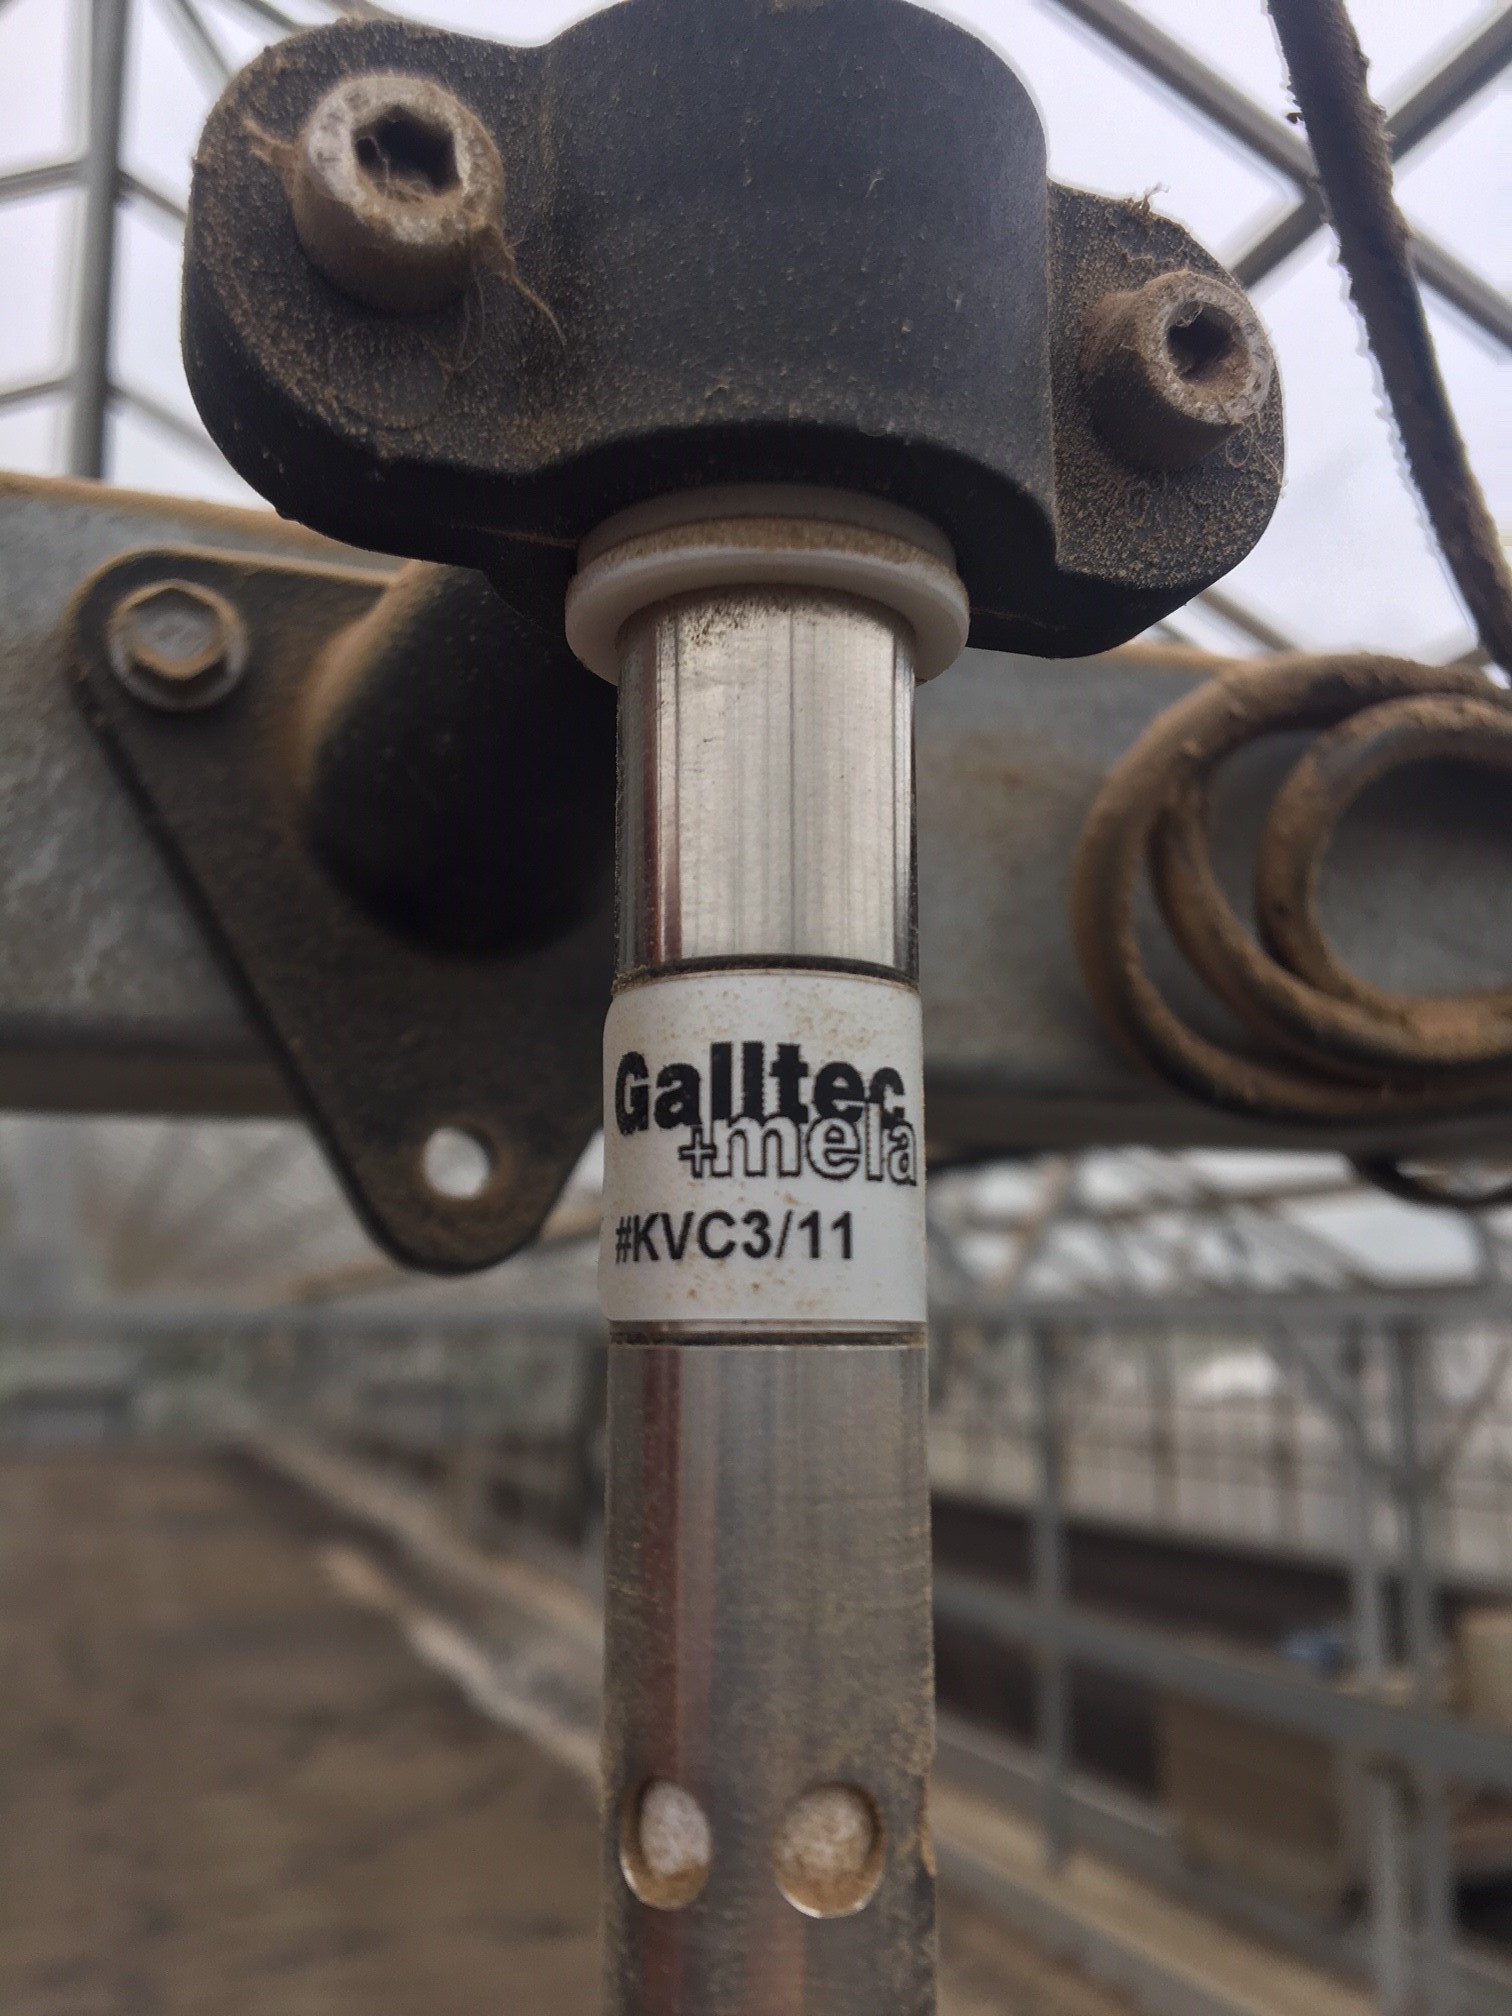 Galltec
+mela
#KVC3/11